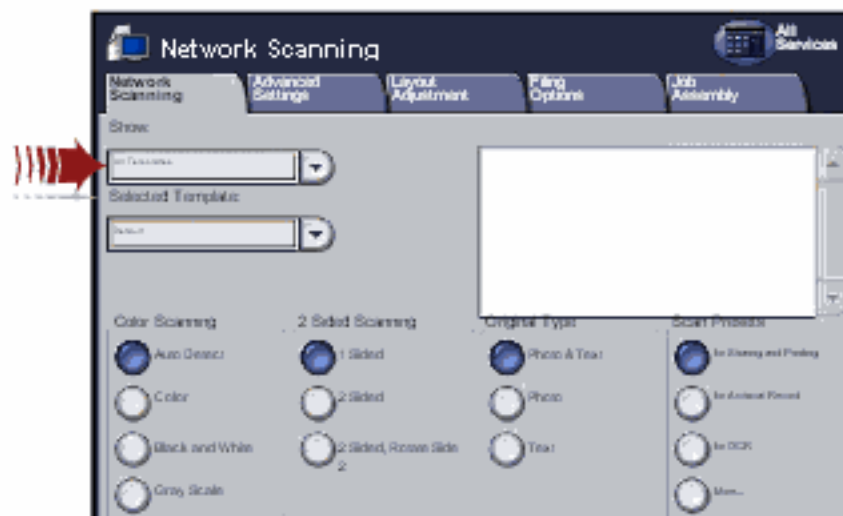 Network Scanning
All
Services
Network
Scanning
Advanced
Settings
Layout
Adjustment
Filing
Options
Job
Assembly
Show:
All Templates
Selected Template:
Default
Color Scanning
2 Sided Scanning
Original Type
Scan Presets
Auto Detect
1 Sided
Photo & Text
for Sharing and Printing
Color
2 Sided
Photo
for Archival Record
Black and White
2 Sided, Rotate Side
2
Text
for OCR
Gray Scale
More...